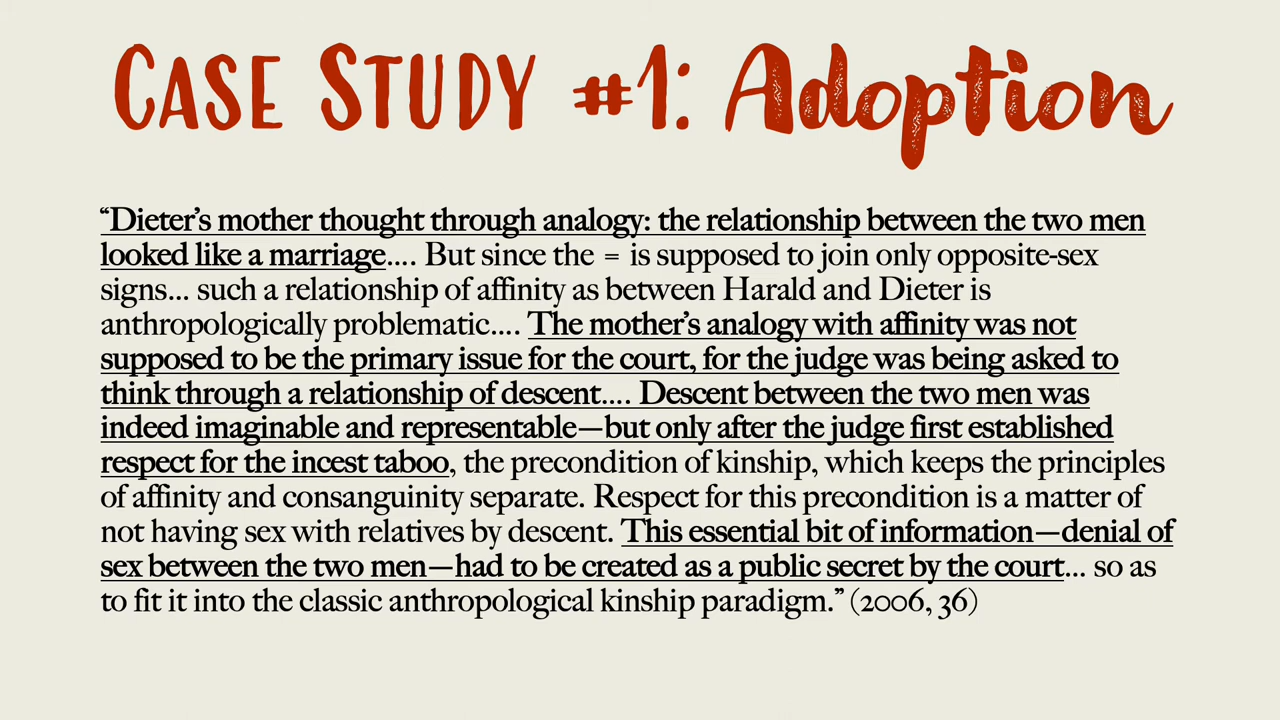 Case Study #1: Adoption
“Dieter’s mother thought through analogy: the relationship between the two men
looked like a marriage…. But since the = is supposed to join only opposite-sex
signs… such a relationship of affinity as between Harald and Dieter is
anthropologically problematic…. The mother’s analogy with affinity was not
supposed to be the primary issue for the court, for the judge was being asked to
think through a relationship of descent…. Descent between the two men was
indeed imaginable and representable—but only after the judge first established
respect for the incest taboo, the precondition of kinship, which keeps the principles
of affinity and consanguinity separate. Respect for this precondition is a matter of
not having sex with relatives by descent. This essential bit of information—denial of
sex between the two men—had to be created as a public secret by the court… so as
to fit it into the classic anthropological kinship paradigm.” (2006, 36)